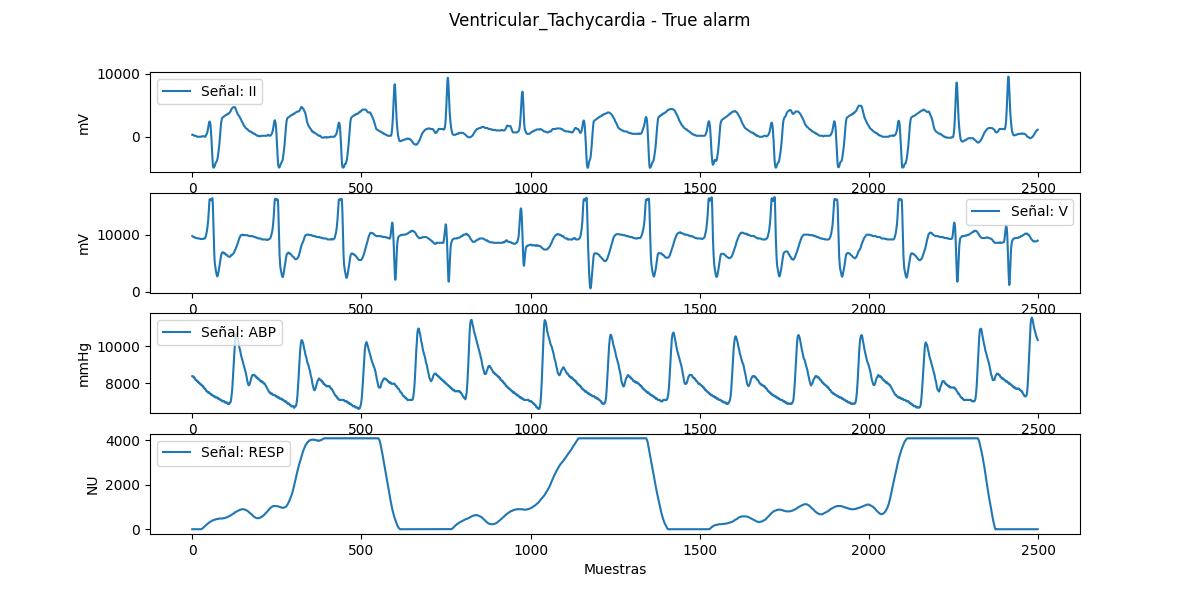 Ventricular_Tachycardia - True alarm
10000
0
mV
Señal: II
0 500 1000 1500 2000 2500
10000
0
mV
Señal: V
0 500 1000 1500 2000 2500
10000
8000
mmHg
Señal: ABP
0 500 1000 1500 2000 2500
4000
2000
0
NU
Señal: RESP
0 500 1000 1500 2000 2500
Muestras